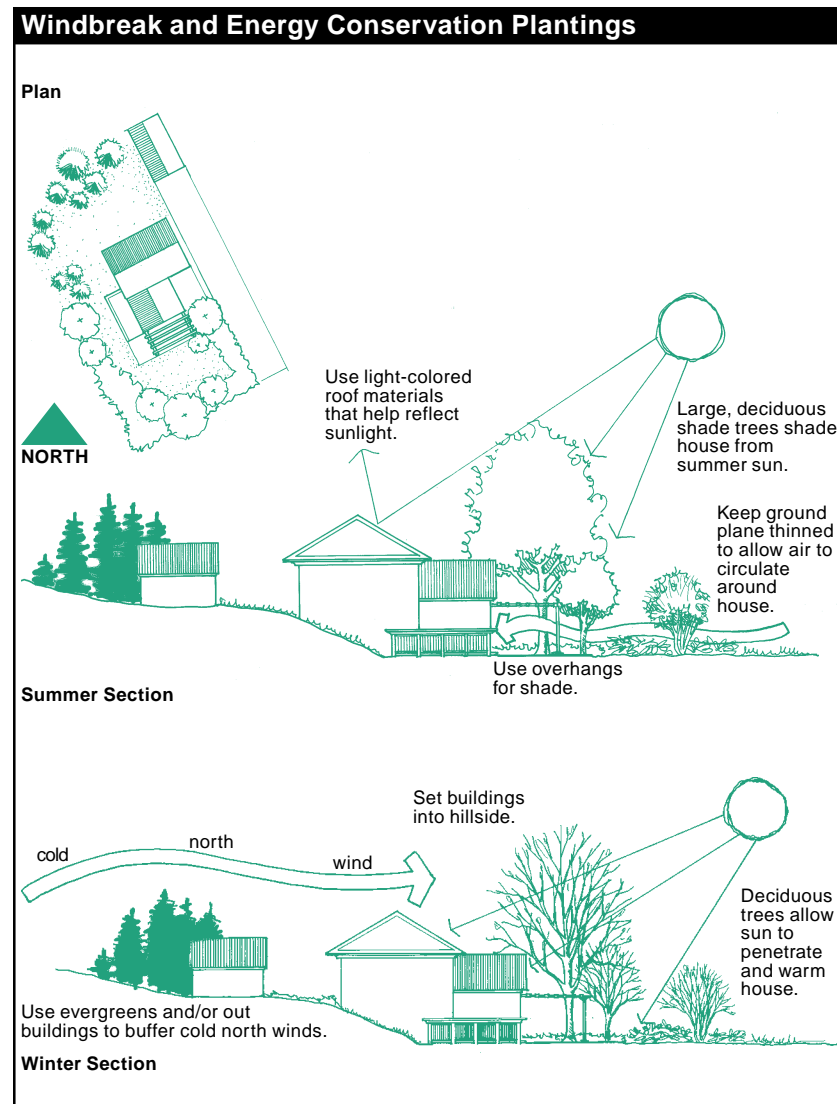 Windbreak and Energy Conservation Plantings
Plan
NORTH
Use light-colored
roof materials
that help reflect
sunlight.
Large, deciduous
shade trees shade
house from
summer sun.
Keep ground
plane thinned
to allow air to
circulate
around
house.
Use overhangs
for shade.
Summer Section
Set buildings
into hillside.
cold north wind
Deciduous
trees allow
sun to
penetrate
and warm
house.
Use evergreens and/or out
buildings to buffer cold north winds.
Winter Section